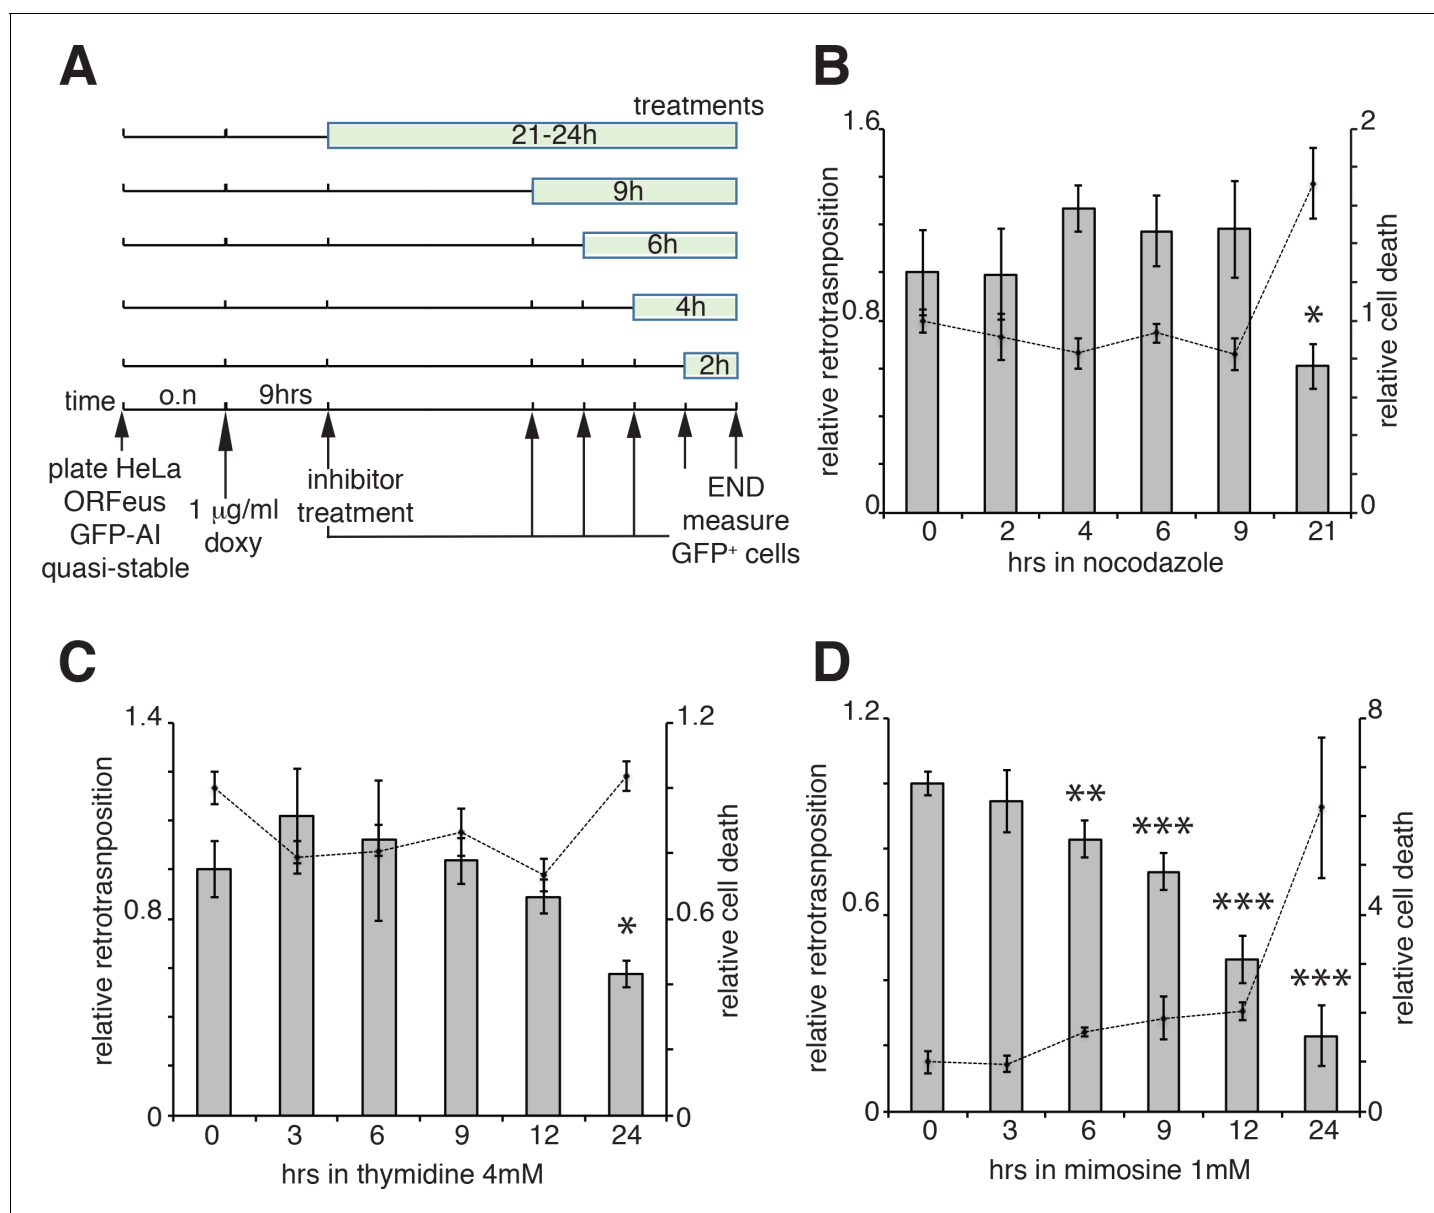 A
treatments
21-24h
9h
6h
4h
2h
time
o.n
9hrs
plate HeLa
ORFeus
GFP-AI
quasi-stable
1 μg/ml
doxy
inhibitor
treatment
END
measure
GFP+ cells
B
1.6
0.8
0
relative retrotrasnposition
2
1
0
relative cell death
*
0 2 4 6 9 21
hrs in nocodazole
C
1.4
0.8
0
relative retrotrasnposition
1.2
0.6
0
relative cell death
*
0 3 6 9 12 24
hrs in thymidine 4mM
D
1.2
0.6
0
relative retrotrasnposition
8
4
0
relative cell death
**
***
***
***
0 3 6 9 12 24
hrs in mimosine 1mM